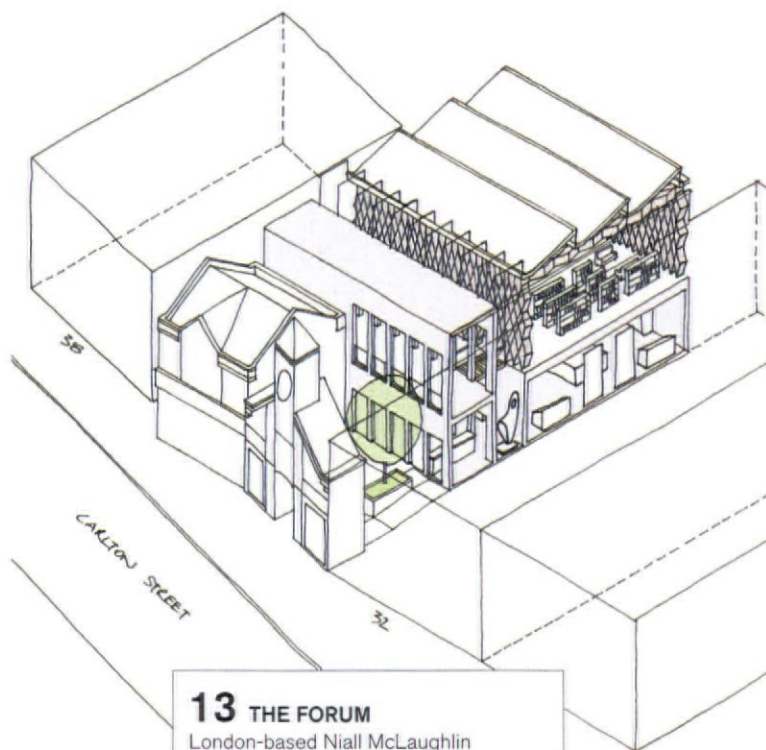 38
CARLTON STREET
32
13 THE FORUM
London-based Niall McLaughlin